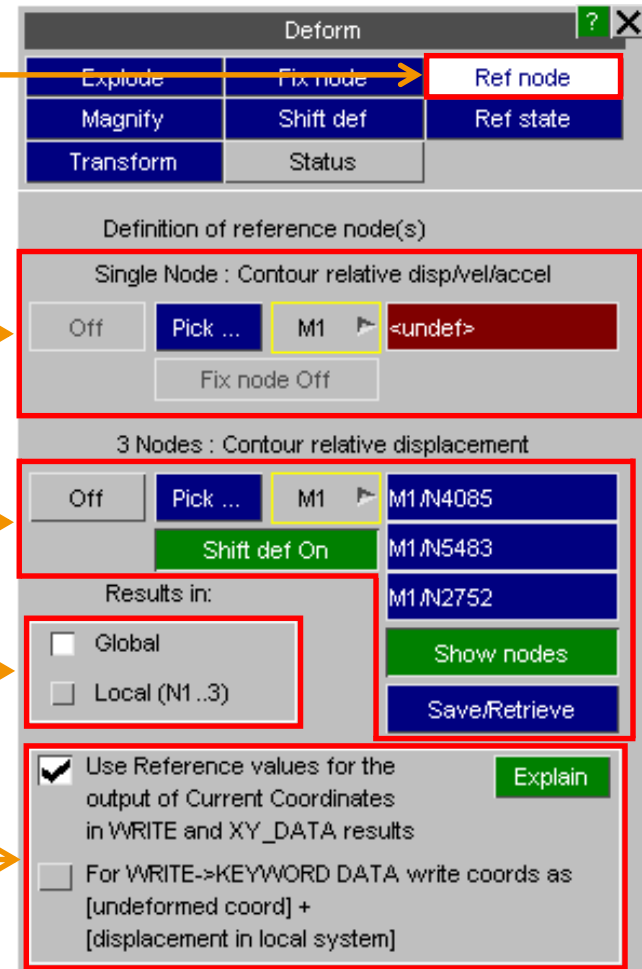 Deform ? X
Explode Fix node Ref node
Magnify Shift def Ref state
Transform Status
Definition of reference node(s)
Single Node : Contour relative disp/vel/accel
Off Pick ... M1 <undef>
Fix node Off
3 Nodes : Contour relative displacement
Off Pick ... M1 M1/N4085
Shift def On M1/N5483
Results in: M1/N2752
Global Show nodes
Local (N1..3) Save/Retrieve
Use Reference values for the Explain
output of Current Coordinates
in WRITE and XY_DATA results
For WRITE->KEYWORD DATA write coords as
[undeformed coord] +
[displacement in local system]